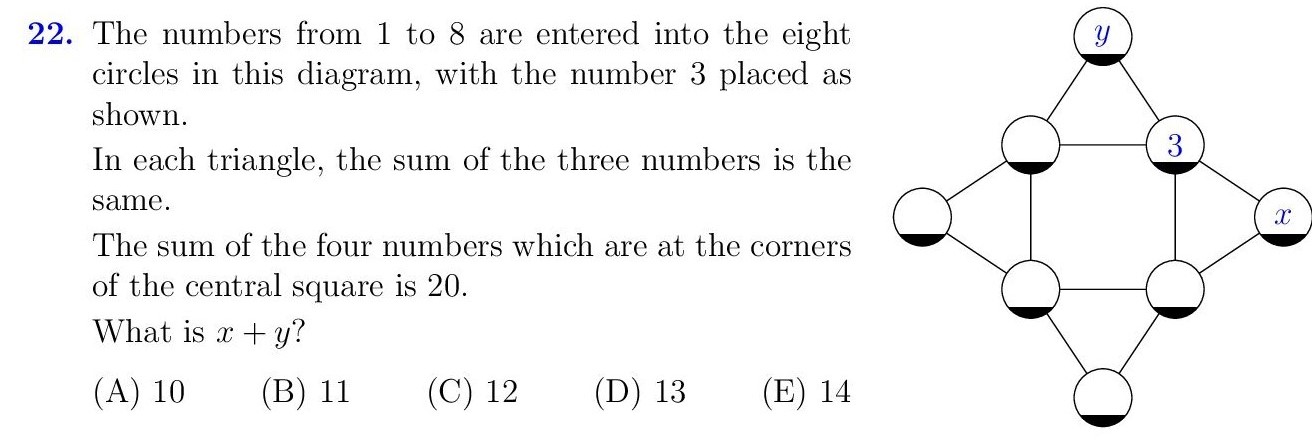 22. The numbers from 1 to 8 are entered into the eight
circles in this diagram, with the number 3 placed as
shown.
In each triangle, the sum of the three numbers is the
same.
The sum of the four numbers which are at the corners
of the central square is 20.
What is x + y?
(A) 10 (B) 11 (C) 12 (D) 13 (E) 14
y
3
x